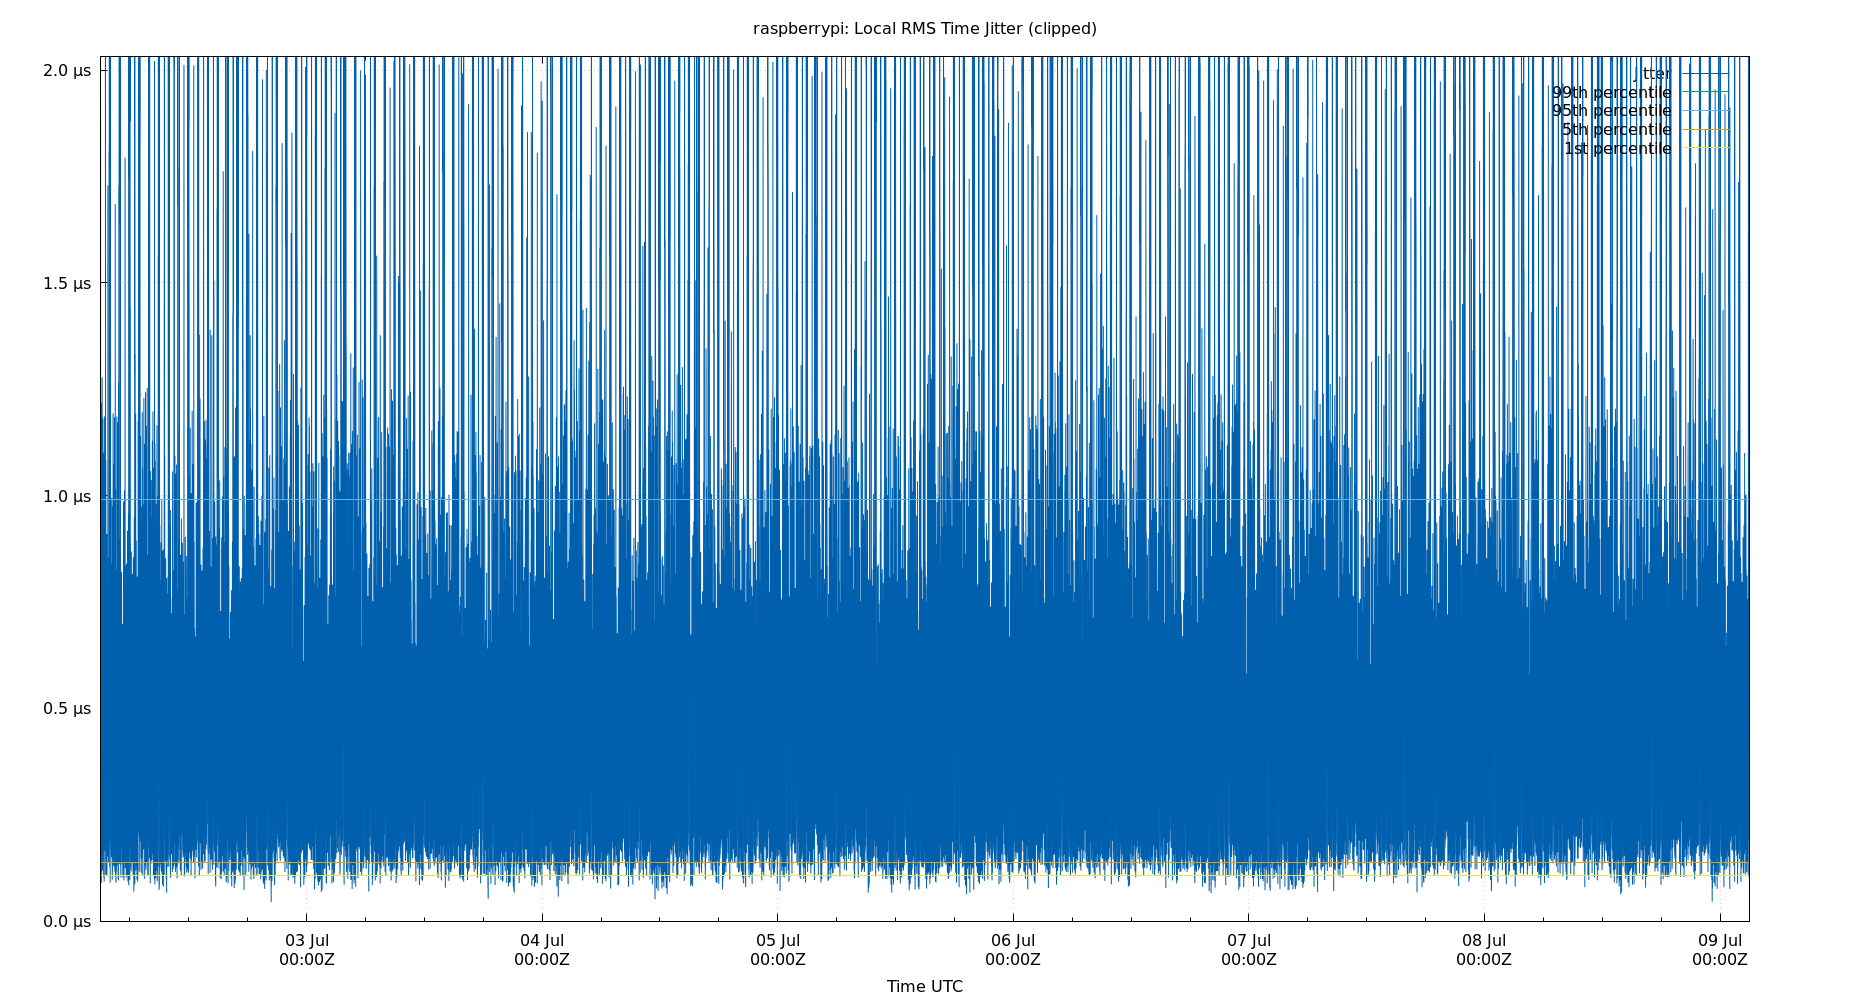 raspberrypi: Local RMS Time Jitter (clipped)
2.0 µs
1.5 µs
1.0 µs
0.5 µs
0.0 µs
jitter
99th percentile
95th percentile
5th percentile
1st percentile
03 Jul
00:00Z
04 Jul
00:00Z
05 Jul
00:00Z
06 Jul
00:00Z
07 Jul
00:00Z
08 Jul
00:00Z
09 Jul
00:00Z
Time UTC